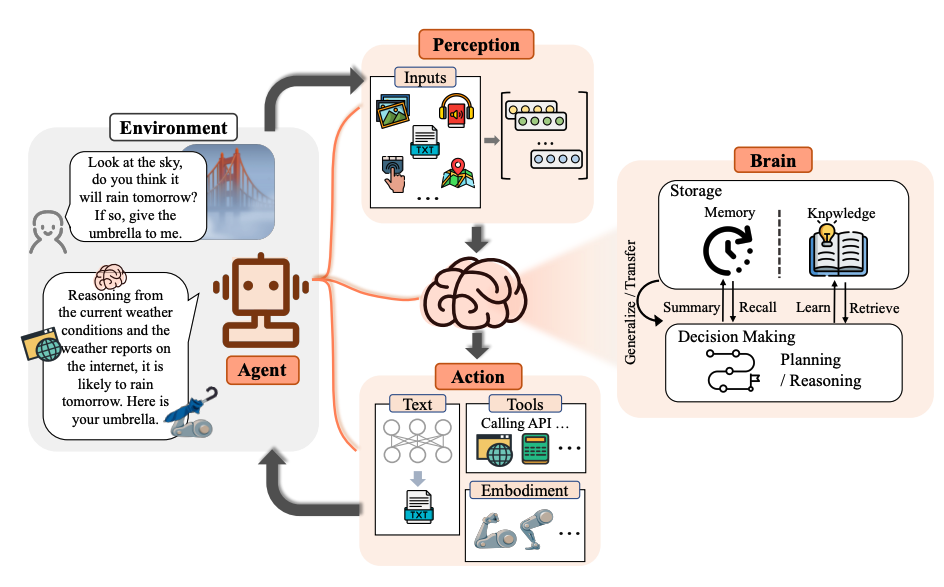 Perception
Inputs
TXT
...
...
Environment
Look at the sky,
do you think it
will rain tomorrow?
If so, give the
umbrella to me.
Reasoning from
the current weather
conditions and the
weather reports on
the internet, it is
likely to rain
tomorrow. Here is
your umbrella.
Agent
Action
Text
TXT
Tools
Calling API ...
...
Embodiment
...
Brain
Storage
Memory
Knowledge
Generalize / Transfer
Summary
Recall
Learn
Retrieve
Decision Making
Planning
/ Reasoning